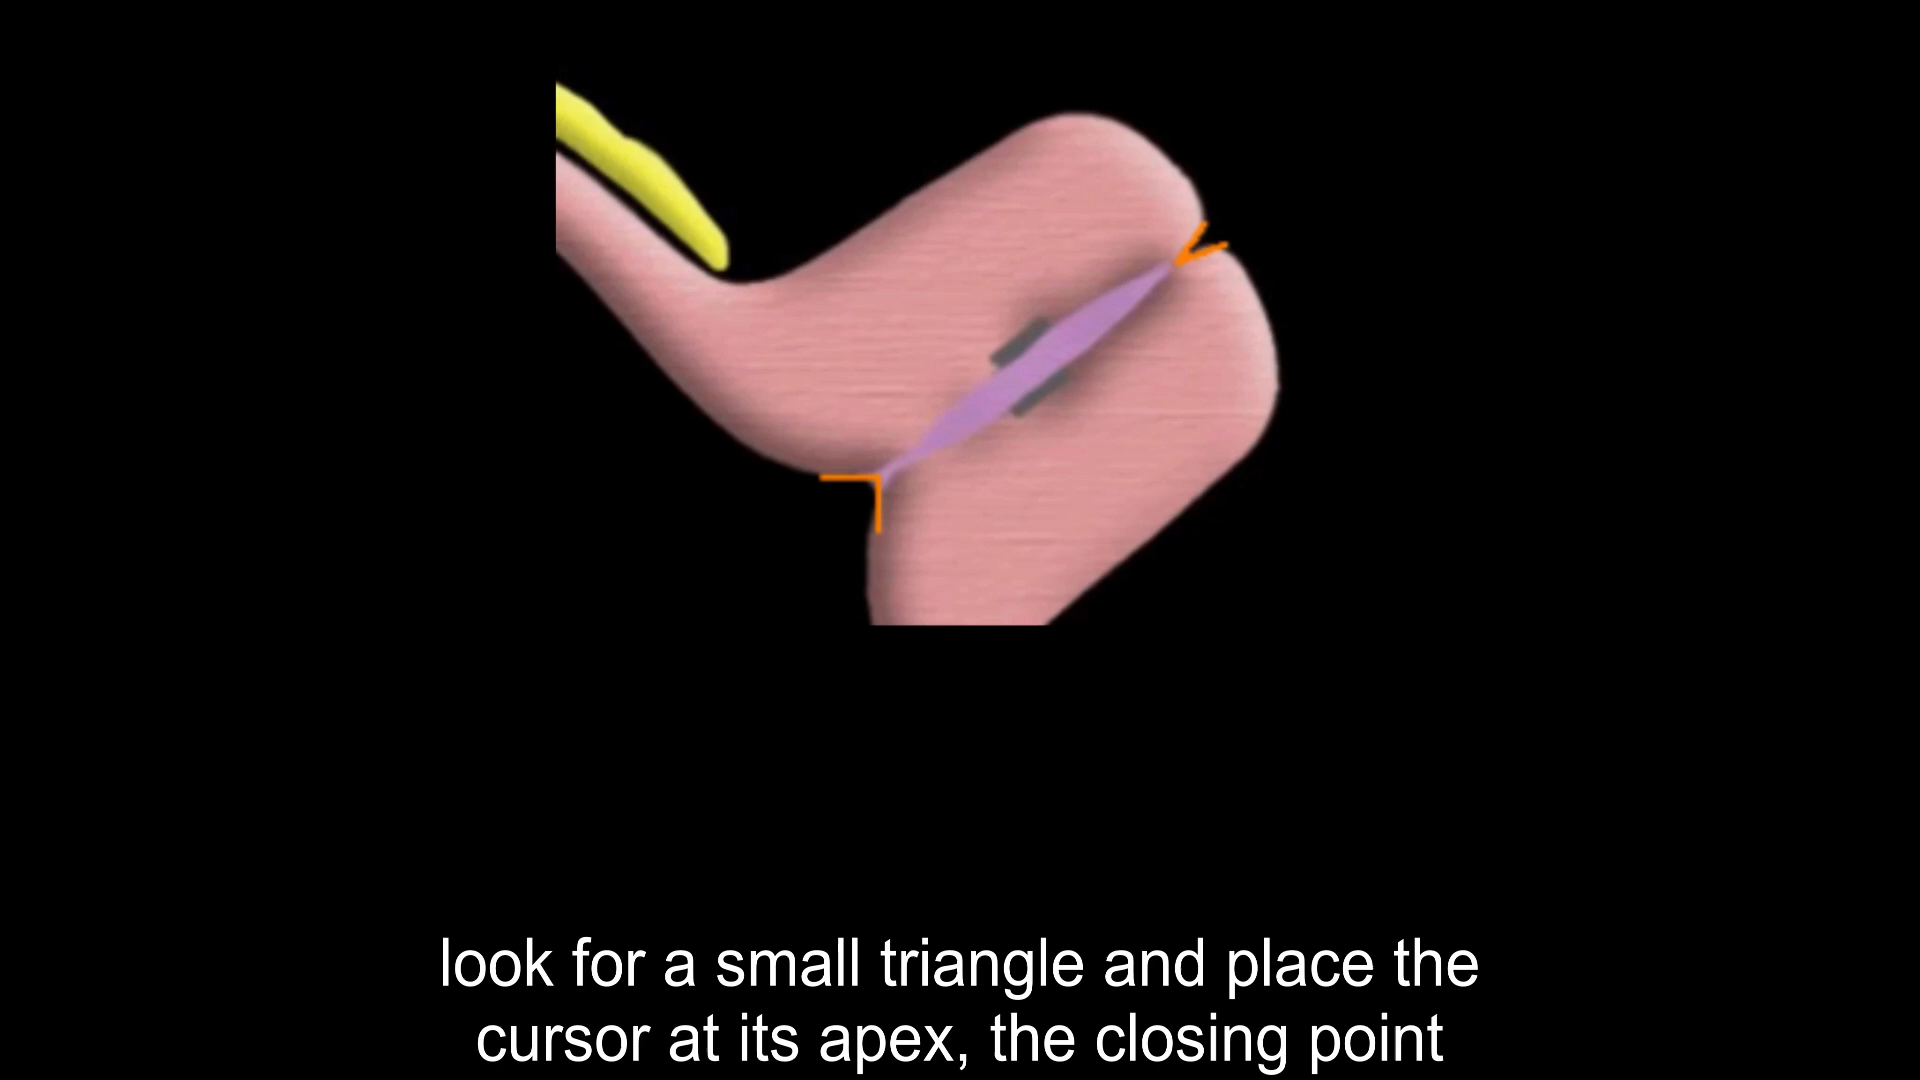 look for a small triangle and place the
cursor at its apex, the closing point